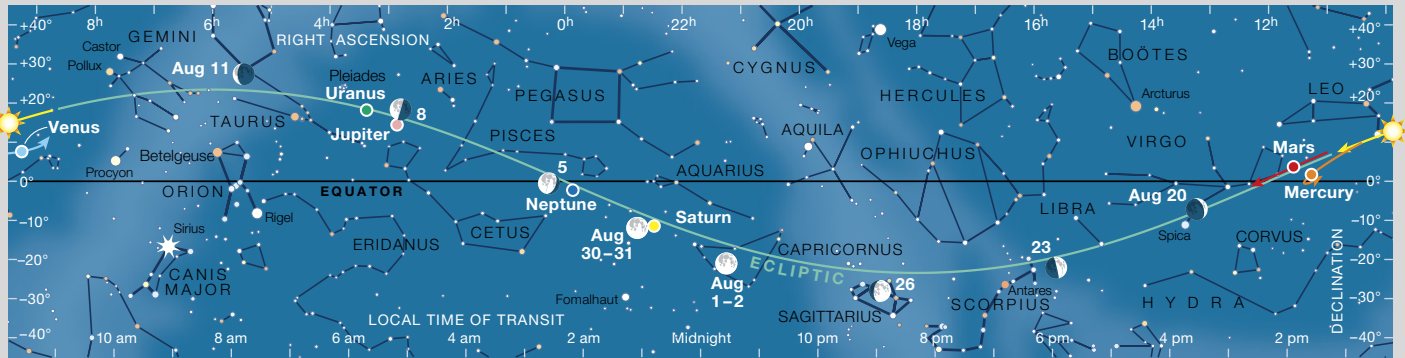 +40° 8h 6h 4h 2h 0h 22h 20h 18h 16h 14h 12h +40°
RIGHT ASCENSION
GEMINI
Castor
Pollux
Aug 11
Pleiades
Uranus
8
Jupiter
ARIES
PEGASUS
CYGNUS
Vega
HERCULES
BOÖTES
Arcturus
LEO
+30° +30°
+20° +20°
Venus
TAURUS
PISCES
AQUILA
OPHIUCHUS
VIRGO
Mars
Betelgeuse
Procyon
ORION
EQUATOR
5
Neptune
AQUARIUS
0° 0°
Mercury
Aug 20
Spica
LIBRA
CORVUS
Rigel
Sirius
ERIDANUS
CETUS
Saturn
Aug
30–31
CAPRICORNUS
ECLIPTIC
23
–10° –10°
–20° –20°
CANIS
MAJOR
Fomalhaut
Aug
1–2
26
SAGITTARIUS
Antares
SCORPIUS
HYDRA
DECLINATION
–30° –30°
LOCAL TIME OF TRANSIT
–40° 10 am 8 am 6 am 4 am 2 am Midnight 10 pm 8 pm 6 pm 4 pm 2 pm –40°